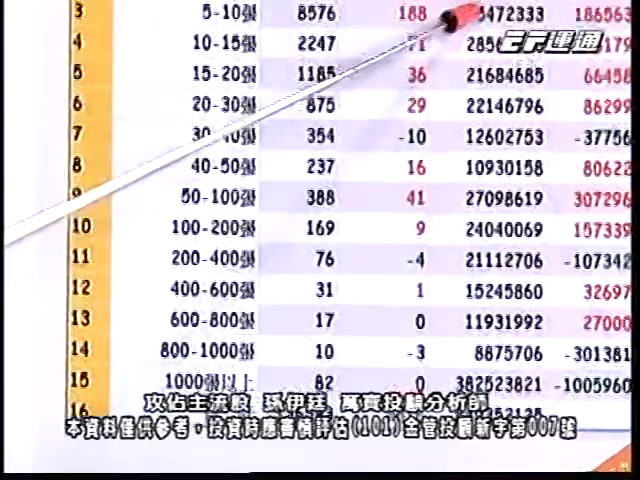 3 5-10張 8576 188 5472333 186563
4 10-15張 2247 71 285 179
運通
5 15-20張 1185 36 21684685 66458
6 20-30張 875 29 22146796 86299
7 30-40張 354 -10 12602753 -37756
8 40-50張 237 16 10930158 80622
9 50-100張 388 41 27098619 307296
10 100-200張 169 9 24040069 157339
11 200-400張 76 -4 21112706 -107342
12 400-600張 31 1 15245860 32697
13 600-800張 17 0 11931992 27000
14 800-1000張 10 -3 8875706 -301381
15 1000張以上 82 0 382523821 -1005960
攻佔主流股 孫伊廷 萬寶投顧分析師
16
本資料僅供參考，投資時應審慎評估(101)金管投顧新字第007號